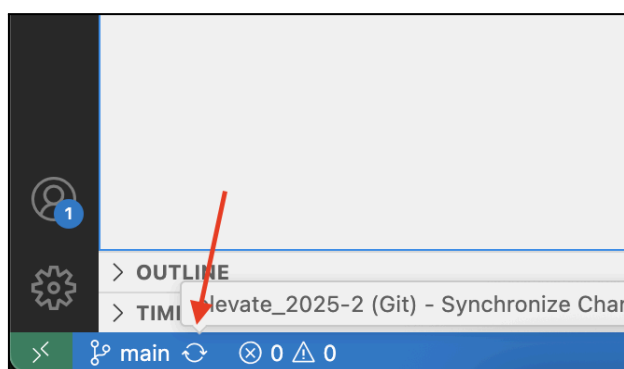 1
OUTLINE
TIMI
levate_2025-2 (Git) - Synchronize Char
main 0 0